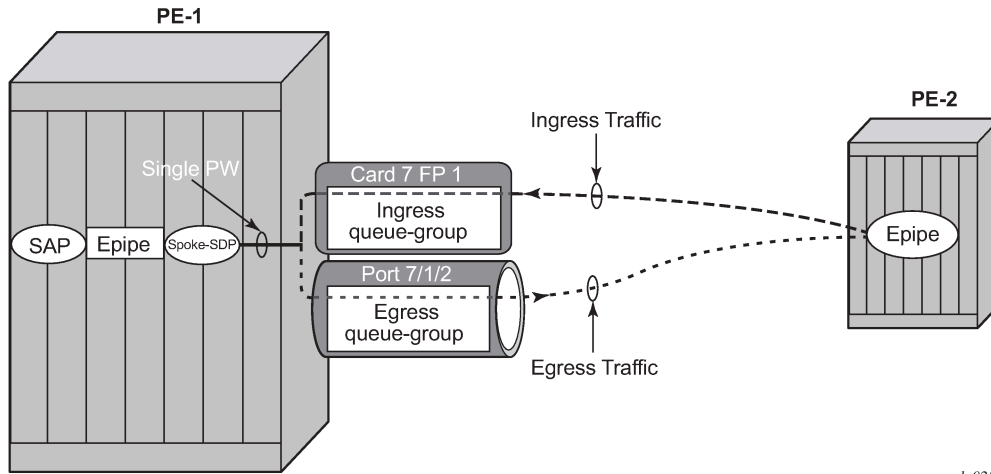 PE-1
PE-2
Ingress Traffic
Single PW
Card 7 FP 1
Ingress
queue-group
SAP
Epipe
Spoke-SDP
Epipe
Port 7/1/2
Egress
queue-group
Egress Traffic